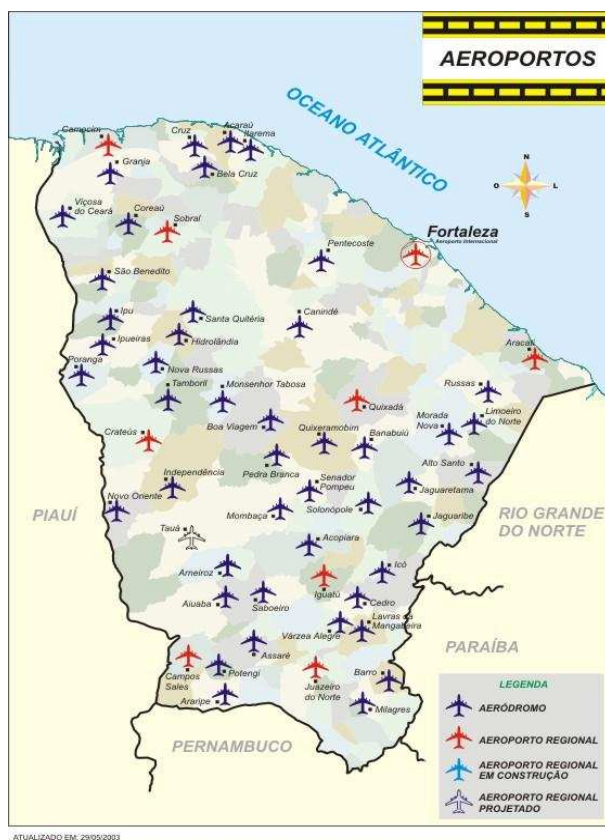 AEROPORTOS
OCEANO ATLÂNTICO
N
O
L
S
Camocim
Cruz
Acaraú
Itarema
Granja
Bela Cruz
Viçosa
do Ceará
Coreaú
Sobral
Fortaleza
Aeroporto Internacional
Pentecoste
São Benedito
Ipu
Santa Quitéria
Canindé
Ipueiras
Hidrolândia
Aracati
Poranga
Nova Russas
Tamboril
Monsenhor Tabosa
Russas
Quixadá
Limoeiro
do Norte
Morada
Nova
Crateús
Boa Viagem
Quixeramobim
Banabuiú
Pedra Branca
Alto Santo
Independência
Senador
Pompeu
Jaguaretama
Novo Oriente
Mombaça
Solonópole
PIAUÍ
RIO GRANDE
DO NORTE
Tauá
Jaguaribe
Acopiara
Arneiroz
Icó
Iguatú
Aiuaba
Saboeiro
Cedro
Lavras da
Mangabeira
Várzea Alegre
PARAÍBA
Assaré
Campos
Sales
Potengi
Juazeiro
do Norte
Barro
Araripe
Milagres
PERNAMBUCO
LEGENDA
AERÓDROMO
AEROPORTO REGIONAL
AEROPORTO REGIONAL
EM CONSTRUÇÃO
AEROPORTO REGIONAL
PROJETADO
ATUALIZADO EM: 29/05/2003